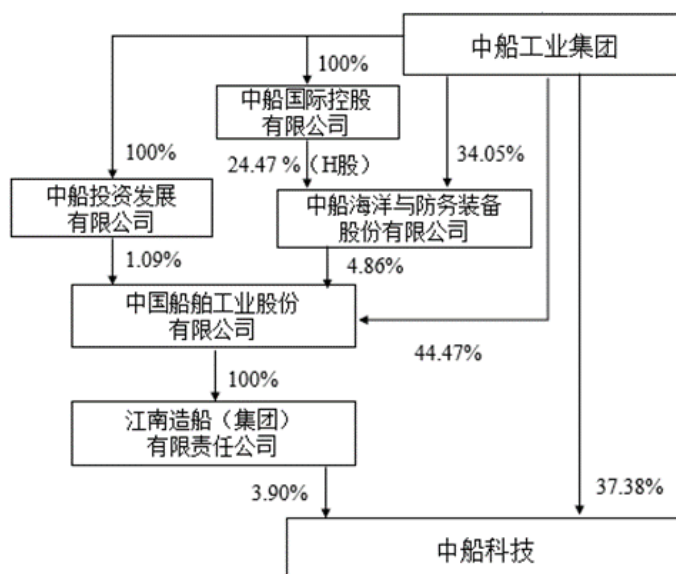 中船工业集团
100%
中船国际控股
有限公司
100%
24.47 %（H股）
34.05%
中船投资发展
有限公司
中船海洋与防务装备
股份有限公司
1.09%
4.86%
中国船舶工业股份
有限公司
44.47%
100%
江南造船（集团）
有限责任公司
3.90%
37.38%
中船科技